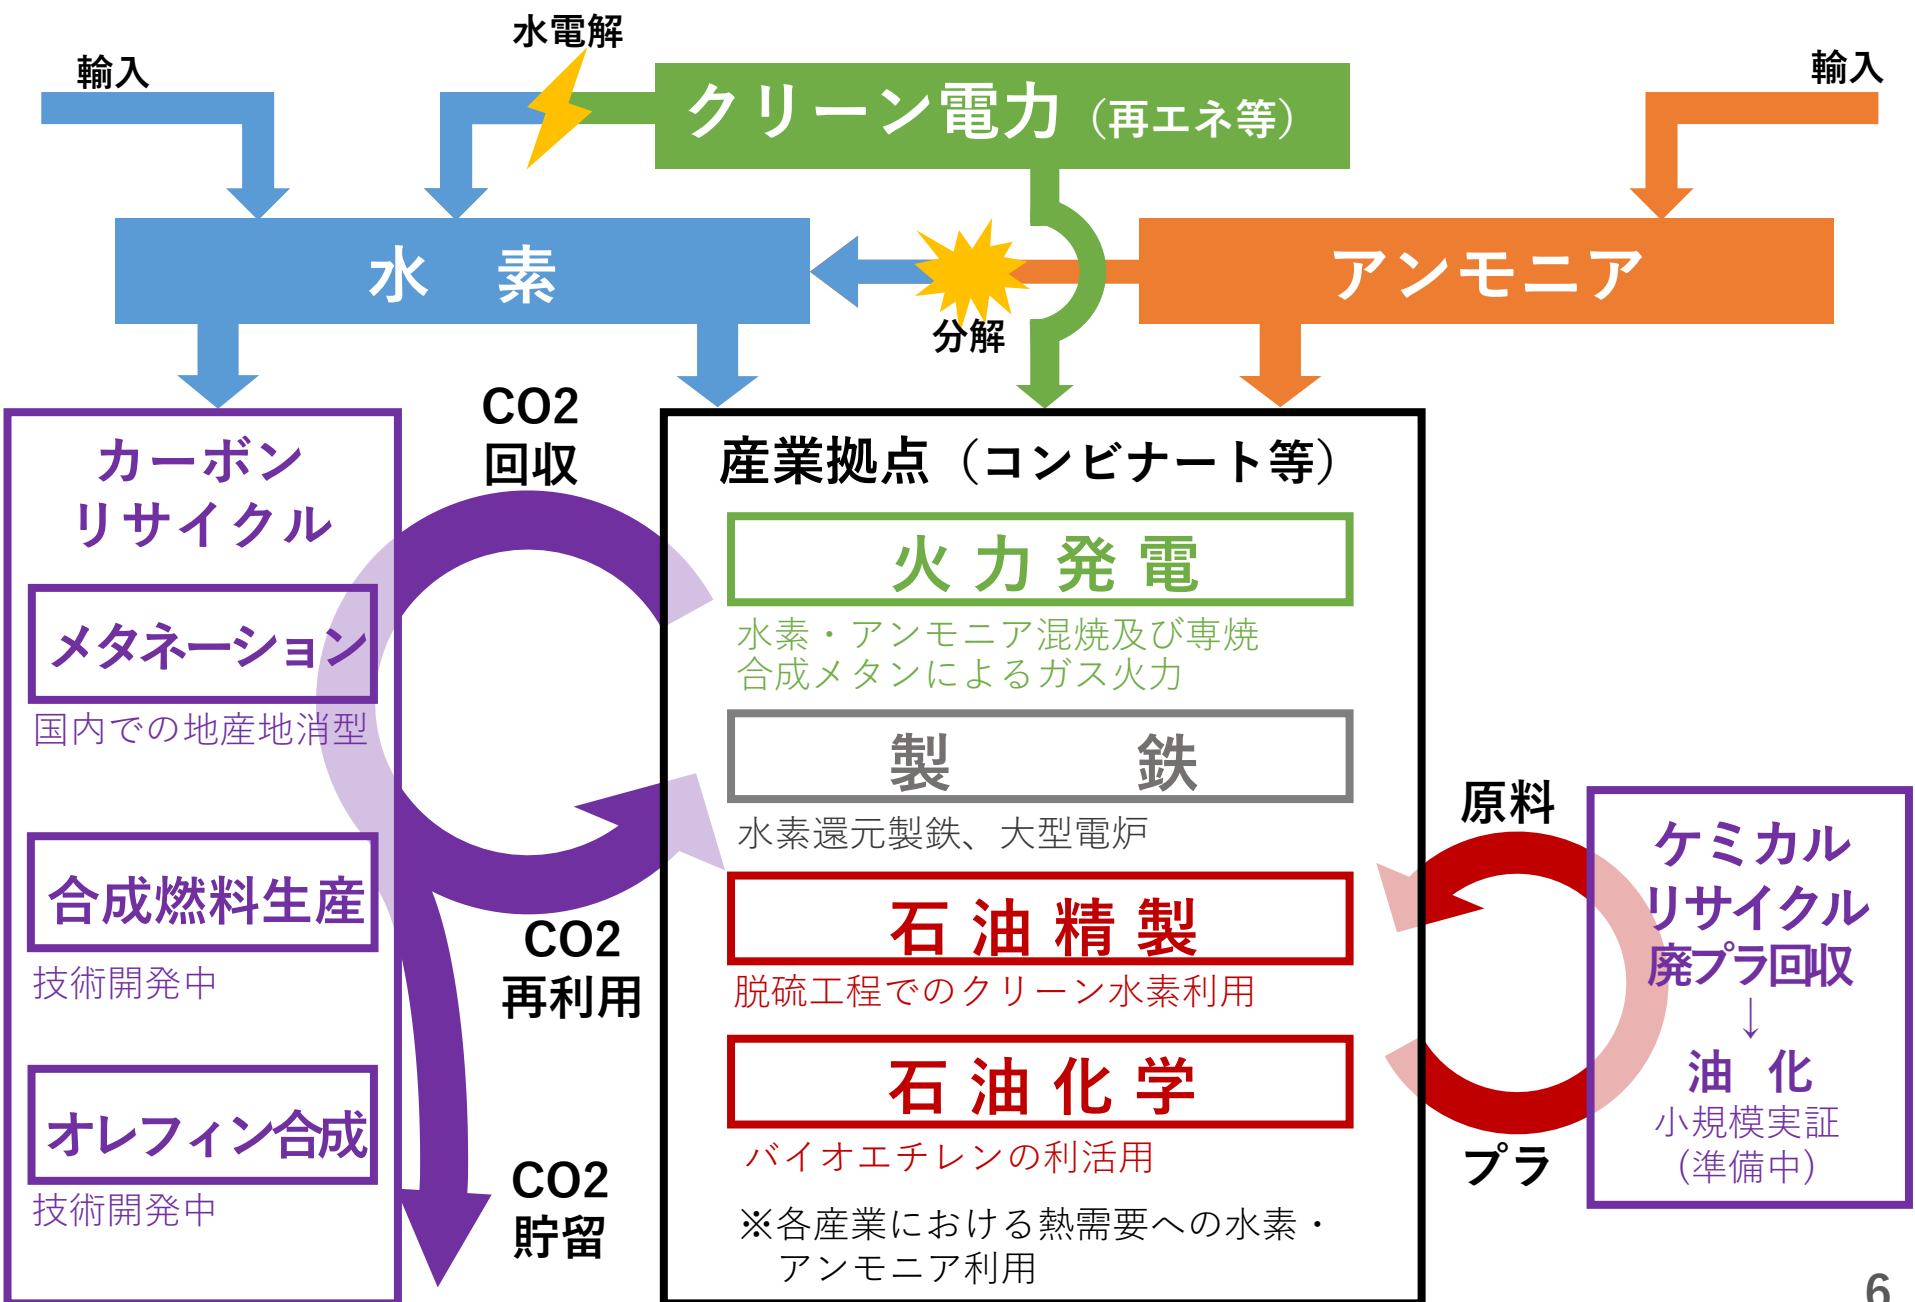 水電解
輸入
クリーン電力（再エネ等）
輸入
水　素
アンモニア
分解
CO2
回収
カーボン
リサイクル
メタネーション
国内での地産地消型
合成燃料生産
技術開発中
オレフィン合成
技術開発中
CO2
再利用
CO2
貯留
産業拠点（コンビナート等）
火力発電
水素・アンモニア混焼及び専焼
合成メタンによるガス火力
製　鉄
水素還元製鉄、大型電炉
石油精製
脱硫工程でのクリーン水素利用
石油化学
バイオエチレンの利活用
※各産業における熱需要への水素・
アンモニア利用
原料
プラ
ケミカル
リサイクル
廃プラ回収
↓
油　化
小規模実証
(準備中)
6